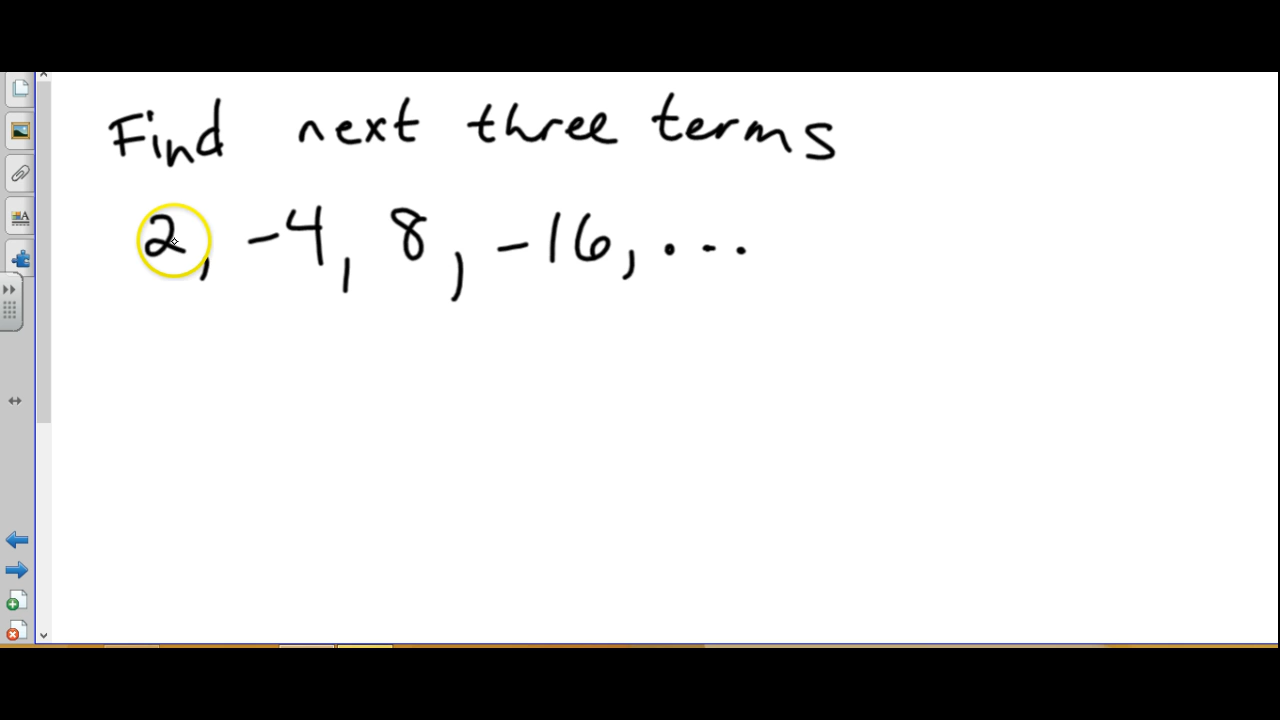 Find next three terms
2, -4, 8, -16, ...